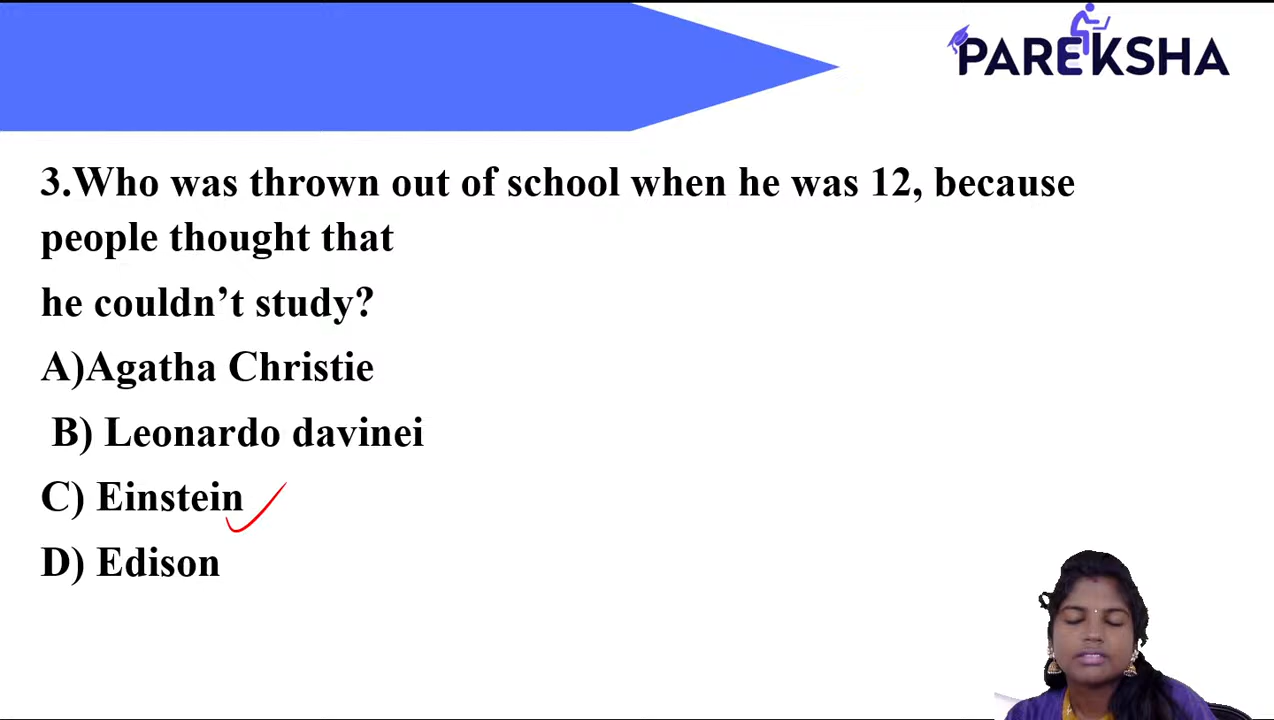 PAREKSHA
3.Who was thrown out of school when he was 12, because
people thought that
he couldn’t study?
A)Agatha Christie
B) Leonardo davinei
C) Einstein
D) Edison